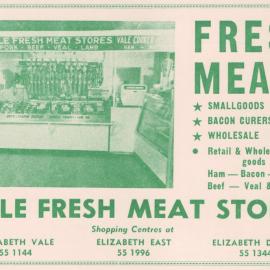 LE FRESH MEAT STORES
VALE
PORK - BEEF - VEAL - LAMB
FRES
MEA
★ SMALLGOODS
★ BACON CURERS
★ WHOLESALE
● Retail & Whole
goods
Ham — Bacon —
Beef — Veal &
LE FRESH MEAT STO
Shopping Centres at
ABETH VALE
55 1144
ELIZABETH EAST
55 1996
ELIZABETH D
55 1344